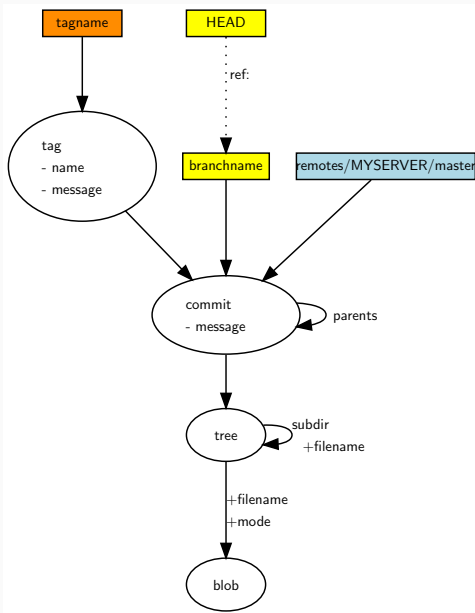 tagname
HEAD
ref:
tag
- name
- message
branchname
remotes/MYSERVER/master
commit
- message
parents
tree
subdir
+filename
+filename
+mode
blob